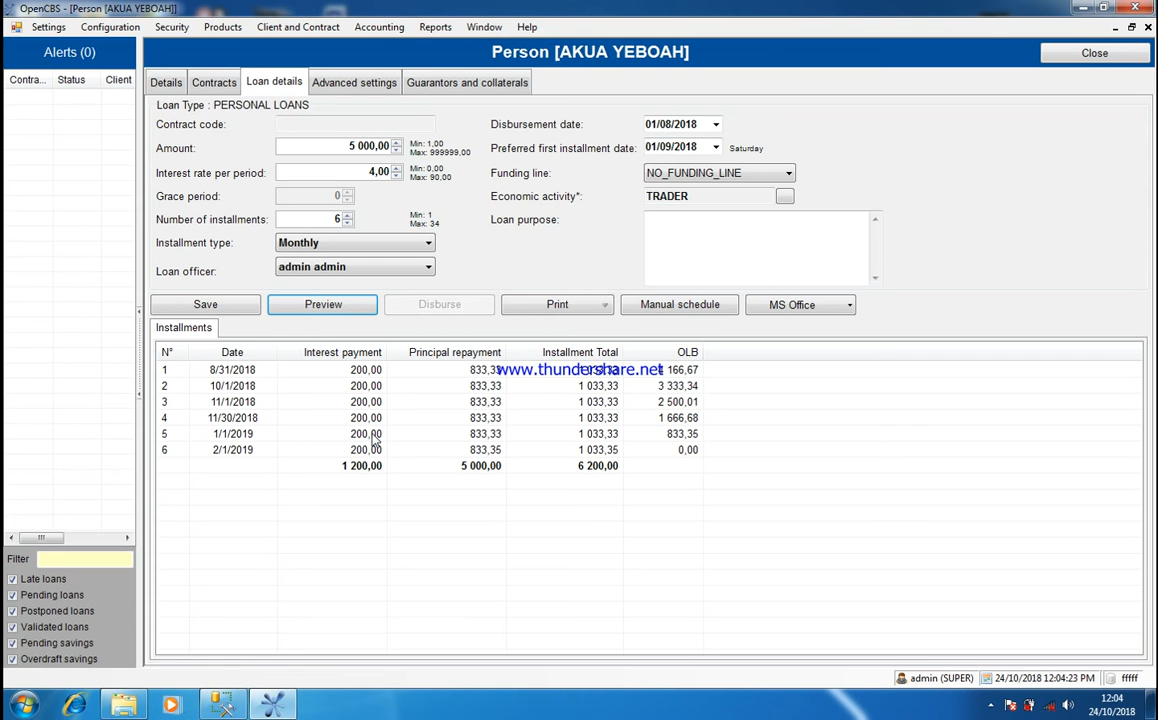 OpenCBS - [Person [AKUA YEBOAH]]
Settings Configuration Security Products Client and Contract Accounting Reports Window Help
Alerts (0)
Person [AKUA YEBOAH]
Close
Contra... Status Client
Details Contracts Loan details Advanced settings Guarantors and collaterals
Loan Type : PERSONAL LOANS
Contract code:
Disbursement date: 01/08/2018
Amount: 5 000,00 Min: 1,00
Max: 999999,00
Preferred first installment date: 01/09/2018 Saturday
Interest rate per period: 4,00 Min: 0,00
Max: 90,00
Funding line: NO_FUNDING_LINE
Grace period: 0
Economic activity*: TRADER
Number of installments: 6 Min: 1
Max: 34
Loan purpose:
Installment type: Monthly
Loan officer: admin admin
Save Preview Disburse Print Manual schedule MS Office
Installments
N° Date Interest payment Principal repayment Installment Total OLB
1 8/31/2018 200,00 833,33 166,67
www.thundershare.net
2 10/1/2018 200,00 833,33 1 033,33 3 333,34
3 11/1/2018 200,00 833,33 1 033,33 2 500,01
4 11/30/2018 200,00 833,33 1 033,33 1 666,68
5 1/1/2019 200,00 833,33 1 033,33 833,35
6 2/1/2019 200,00 833,35 1 033,35 0,00
1 200,00 5 000,00 6 200,00
Filter
Late loans
Pending loans
Postponed loans
Validated loans
Pending savings
Overdraft savings
admin (SUPER) 24/10/2018 12:04:23 PM fffff
12:04
24/10/2018